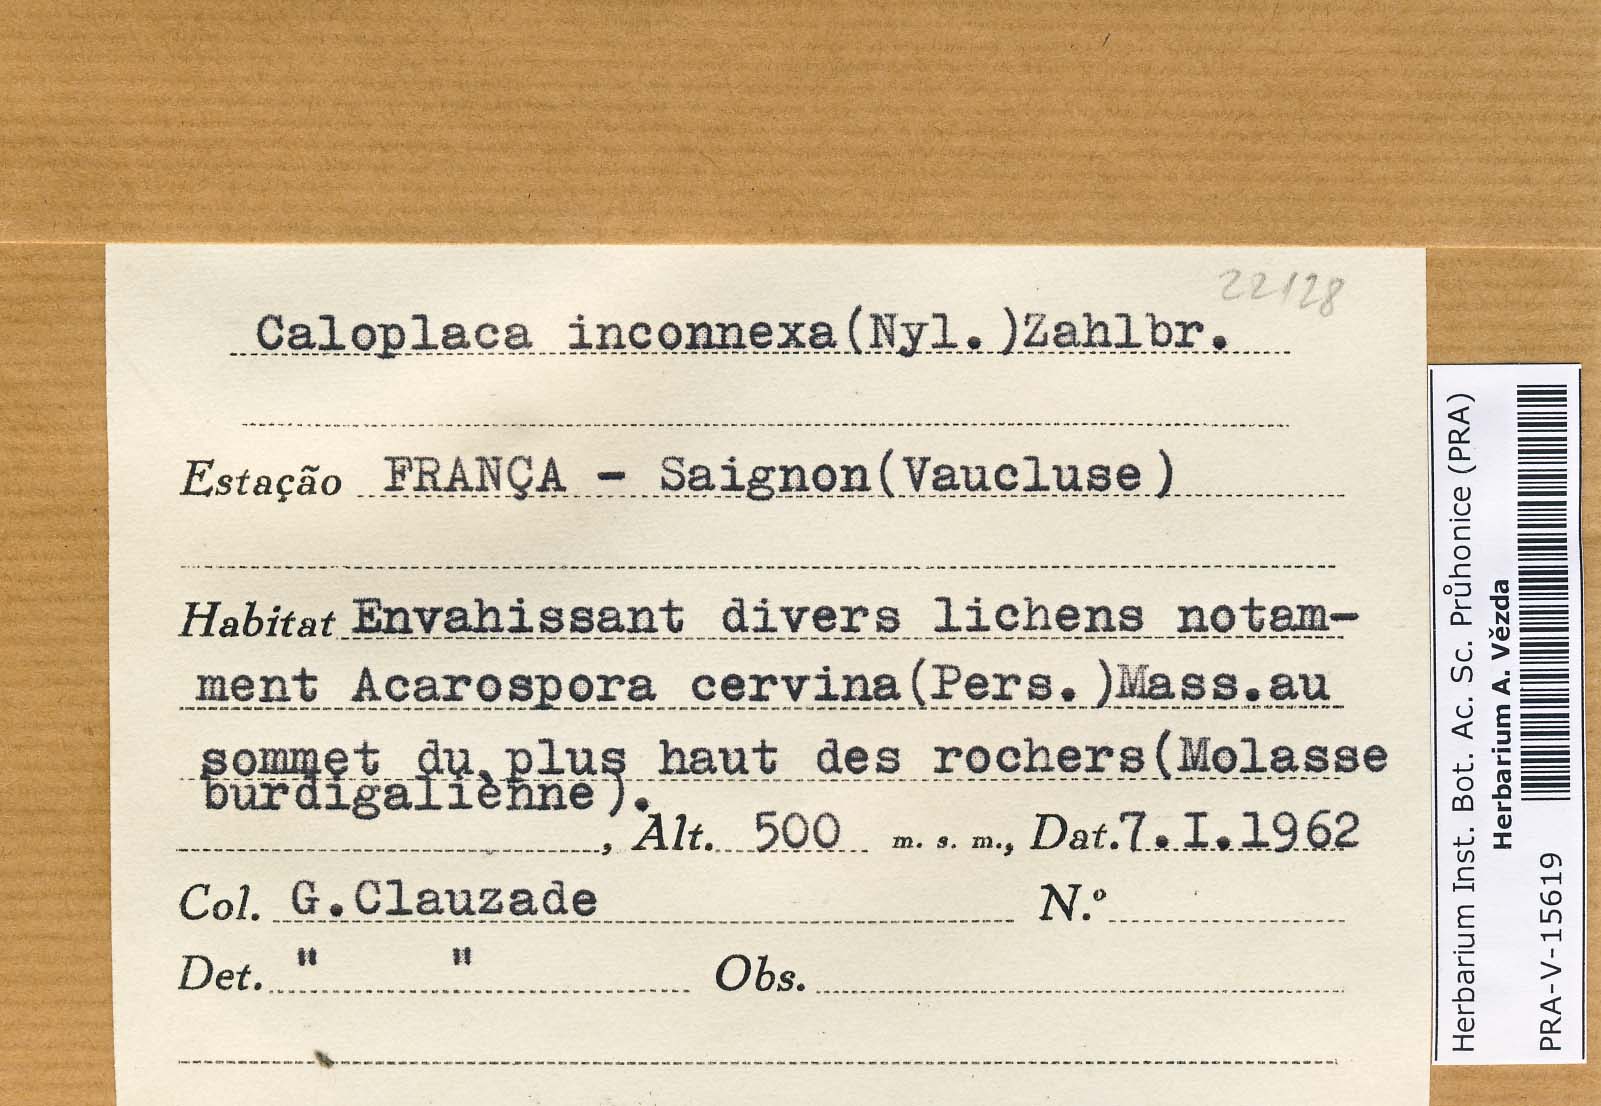 22128
Caloplaca inconnexa(Nyl.)Zahlbr.
Estação FRANÇA - Saignon(Vaucluse)
Habitat Envahissant divers lichens notam-
ment Acarospora cervina(Pers.)Mass.au
sommet du plus haut des rochers(Molasse
burdigaliènne).
, Alt. 500 m. s. m., Dat.7.I.1962
Col. G.Clauzade N.º
Det. " " Obs.
Herbarium Inst. Bot. Ac. Sc. Průhonice (PRA)
Herbarium A. Vězda
PRA-V-15619